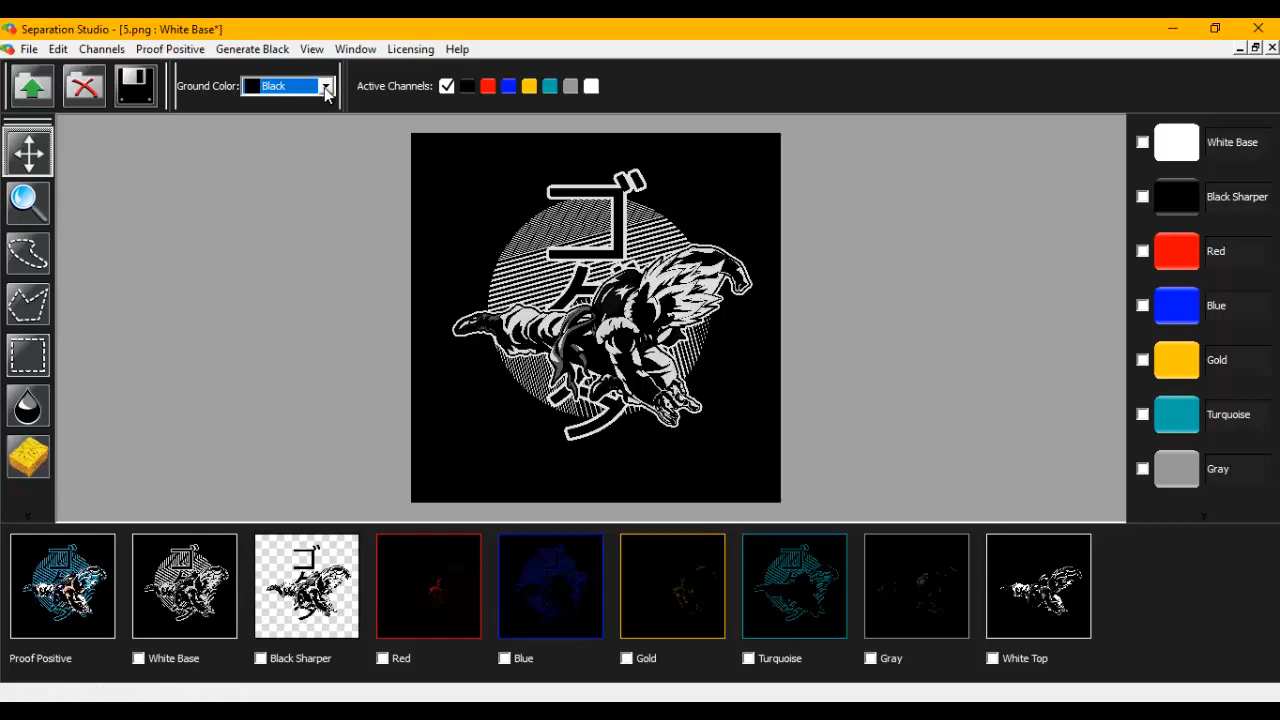 Separation Studio - [5.png : White Base*]
File Edit Channels Proof Positive Generate Black View Window Licensing Help
Ground Color: Black Active Channels:
ゴ
White Base
Black Sharper
Red
Blue
Gold
Turquoise
Gray
Proof Positive White Base Black Sharper Red Blue Gold Turquoise Gray White Top